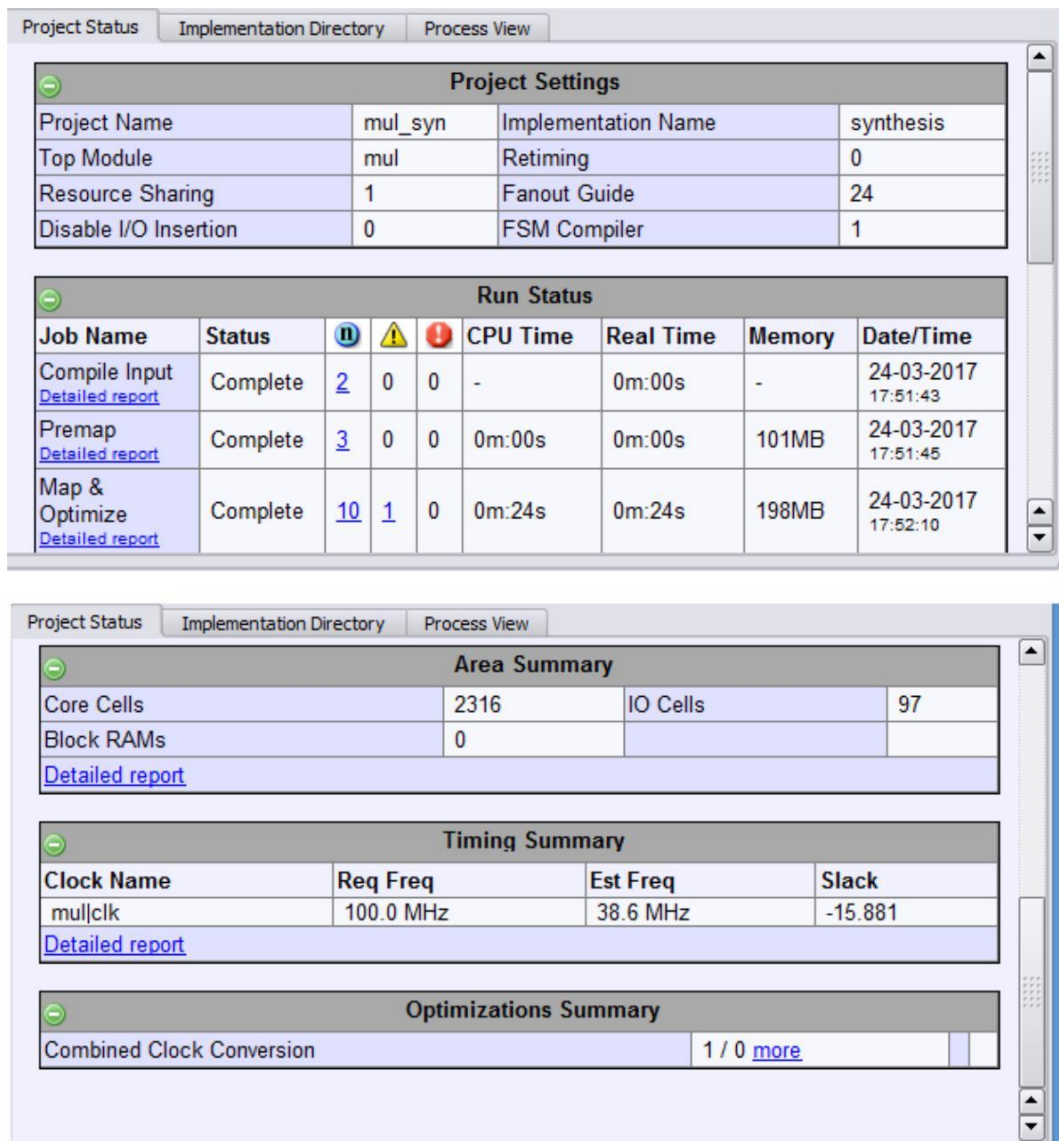 Project Status Implementation Directory Process View
Project Settings
Project Name mul_syn Implementation Name synthesis
Top Module mul Retiming 0
Resource Sharing 1 Fanout Guide 24
Disable I/O Insertion 0 FSM Compiler 1
Run Status
Job Name Status n ! ! CPU Time Real Time Memory Date/Time
Compile Input Complete 2 0 0 - 0m:00s - 24-03-2017
Detailed report 17:51:43
Premap Complete 3 0 0 0m:00s 0m:00s 101MB 24-03-2017
Detailed report 17:51:45
Map &
Optimize Complete 10 1 0 0m:24s 0m:24s 198MB 24-03-2017
Detailed report 17:52:10
Project Status Implementation Directory Process View
Area Summary
Core Cells 2316 IO Cells 97
Block RAMs 0
Detailed report
Timing Summary
Clock Name Req Freq Est Freq Slack
mul|clk 100.0 MHz 38.6 MHz -15.881
Detailed report
Optimizations Summary
Combined Clock Conversion 1 / 0 more